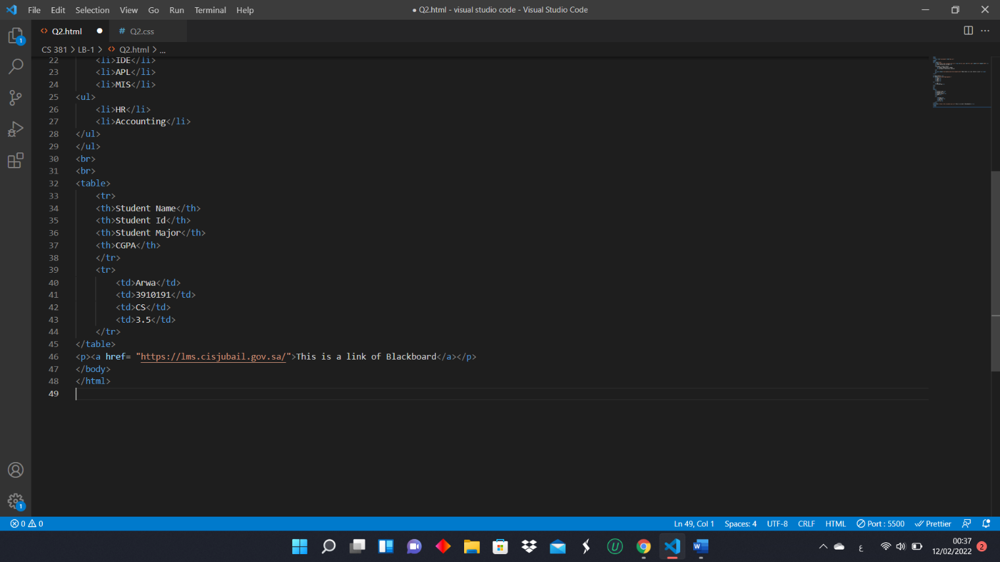 File Edit Selection View Go Run Terminal Help
● Q2.html - visual studio code - Visual Studio Code
Q2.html
# Q2.css
CS 381 > LB-1 > Q2.html > ...
22 <li>IDE</li>
23 <li>APL</li>
24 <li>MIS</li>
25 <ul>
26 <li>HR</li>
27 <li>Accounting</li>
28 </ul>
29 </ul>
30 <br>
31 <br>
32 <table>
33 <tr>
34 <th>Student Name</th>
35 <th>Student Id</th>
36 <th>Student Major</th>
37 <th>CGPA</th>
38 </tr>
39 <tr>
40 <td>Arwa</td>
41 <td>3910191</td>
42 <td>CS</td>
43 <td>3.5</td>
44 </tr>
45 </table>
46 <p><a href= "https://lms.cisjubail.gov.sa/">This is a link of Blackboard</a></p>
47 </body>
48 </html>
49
1
1
0 0
Ln 49, Col 1 Spaces: 4 UTF-8 CRLF HTML Port : 5500 Prettier
W
U
ع
00:37
12/02/2022
2